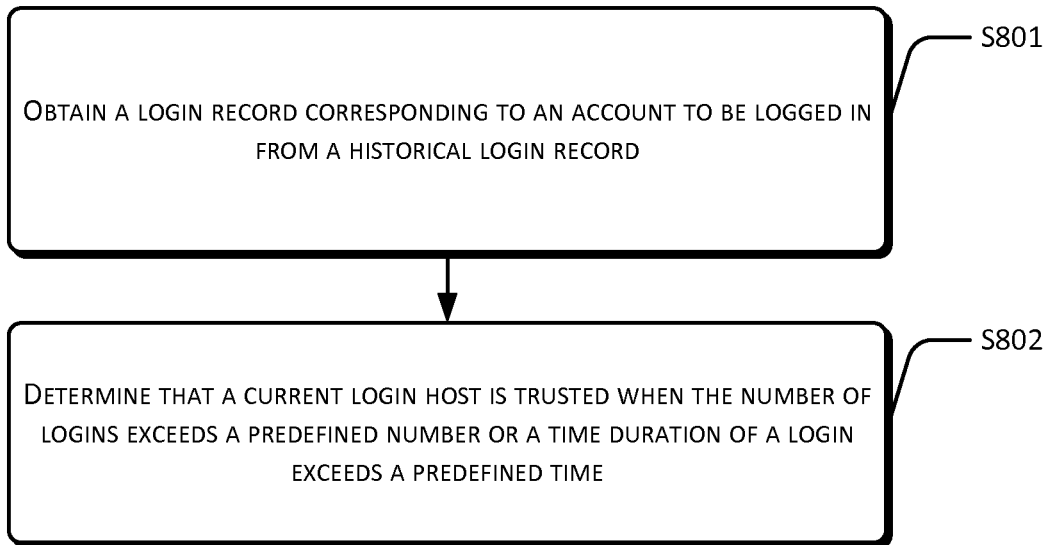 S801
OBTAIN A LOGIN RECORD CORRESPONDING TO AN ACCOUNT TO BE LOGGED IN
FROM A HISTORICAL LOGIN RECORD
S802
DETERMINE THAT A CURRENT LOGIN HOST IS TRUSTED WHEN THE NUMBER OF
LOGINS EXCEEDS A PREDEFINED NUMBER OR A TIME DURATION OF A LOGIN
EXCEEDS A PREDEFINED TIME